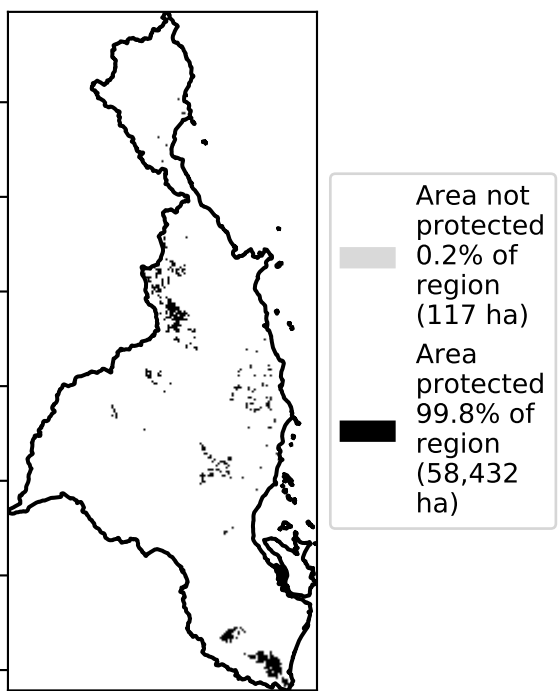 Area not
protected
0.2% of
region
(117 ha)
Area
protected
99.8% of
region
(58,432
ha)